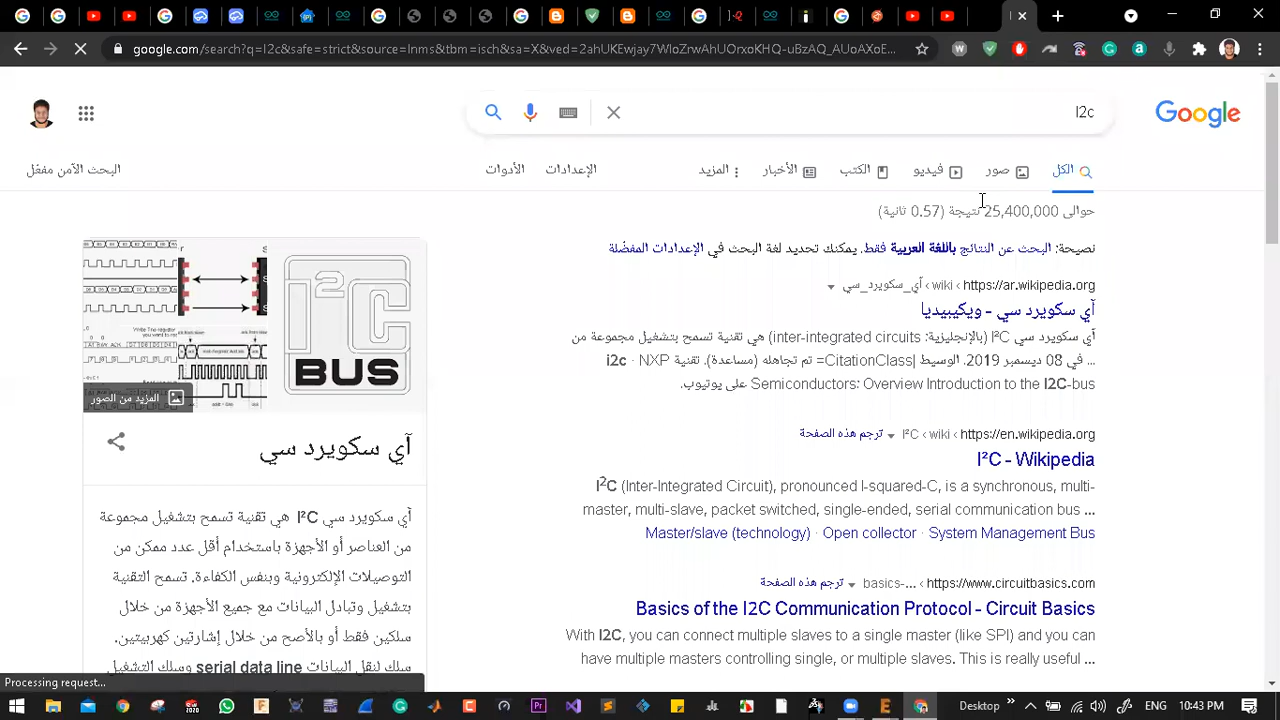 google.com/search?q=I2c&safe=strict&source=lnms&tbm=isch&sa=X&ved=2ahUKEwjay7WloZrwAhUOrxoKHQ-uBzAQ_AUoAXoE...
I2c
Google
الكل
صور
فيديو
الكتب
الأخبار
المزيد
الإعدادات
الأدوات
البحث الآمن مفعّل
حوالى 25,400,000 نتيجة (0.57 ثانية)
نصيحة: البحث عن النتائج باللغة العربية فقط. يمكنك تحديد لغة البحث في الإعدادات المفضّلة
https://ar.wikipedia.org › wiki › آي_سكويرد_سي
آي سكويرد سي - ويكيبيديا
آي سكويرد سي I²C (بالإنجليزية: inter-integrated circuits) هي تقنية تسمح بتشغيل مجموعة من
... في 08 ديسمبر 2019. الوسيط |CitationClass= تم تجاهله (مساعدة). تقنية i2c · NXP
Semiconductors: Overview Introduction to the I2C-bus على يوتيوب.
https://en.wikipedia.org › wiki › I²C ترجم هذه الصفحة
I²C - Wikipedia
I²C (Inter-Integrated Circuit), pronounced I-squared-C, is a synchronous, multi-
master, multi-slave, packet switched, single-ended, serial communication bus ...
Master/slave (technology) · Open collector · System Management Bus
https://www.circuitbasics.com › basics-... ترجم هذه الصفحة
Basics of the I2C Communication Protocol - Circuit Basics
With I2C, you can connect multiple slaves to a single master (like SPI) and you can
have multiple masters controlling single, or multiple slaves. This is really useful ...
I²C
BUS
المزيد من الصور
آي سكويرد سي
آي سكويرد سي I²C هي تقنية تسمح بتشغيل مجموعة
من العناصر أو الأجهزة باستخدام أقل عدد ممكن من
التوصيلات الإلكترونية وبنفس الكفاءة. تسمح التقنية
بتشغيل وتبادل البيانات مع جميع الأجهزة من خلال
سلكين فقط أو بالأصح من خلال إشارتين كهربيتين.
سلك لنقل البيانات serial data line وسلك التشغيل
Processing request...
Desktop
ENG
10:43 PM